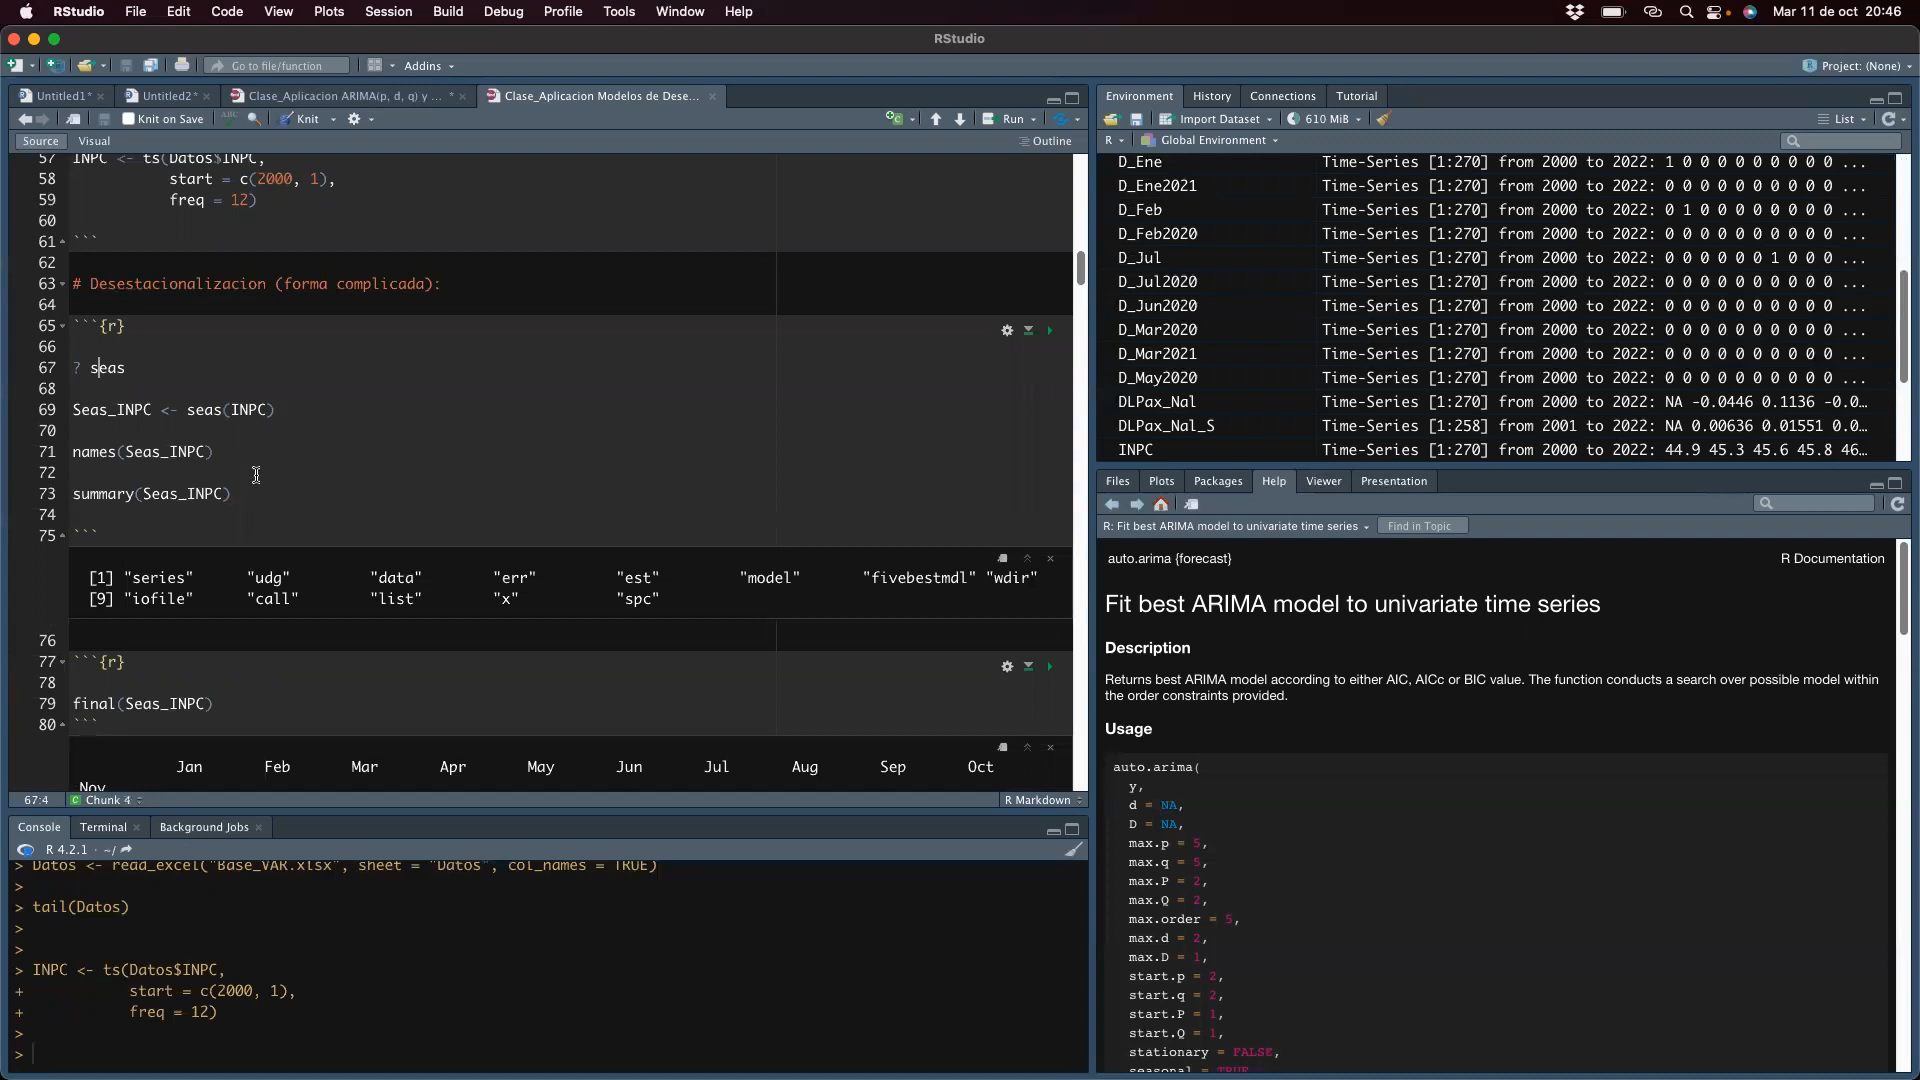 RStudio File Edit Code View Plots Session Build Debug Profile Tools Window Help Mar 11 de oct 20:46
RStudio
Go to file/function Addins Project: (None)
Untitled1* Untitled2* Clase_Aplicacion ARIMA(p, d, q) y ... * Clase_Aplicacion Modelos de Dese...
Knit on Save ABC Knit Run
Source Visual Outline
57 INPC <- ts(Datos$INPC,
58 start = c(2000, 1),
59 freq = 12)
60
61 ```
62
63 # Desestacionalizacion (forma complicada):
64
65 ```{r}
66
67 ? seas
68
69 Seas_INPC <- seas(INPC)
70
71 names(Seas_INPC)
72
73 summary(Seas_INPC)
74
75 ```
[1] "series" "udg" "data" "err" "est" "model" "fivebestmdl" "wdir"
[9] "iofile" "call" "list" "x" "spc"
76
77 ```{r}
78
79 final(Seas_INPC)
80 ```
Jan Feb Mar Apr May Jun Jul Aug Sep Oct
Nov
67:4 C Chunk 4 R Markdown
Console Terminal Background Jobs
R 4.2.1 · ~/
> Datos <- read_excel("Base_VAR.xlsx", sheet = "Datos", col_names = TRUE)
>
> tail(Datos)
>
>
> INPC <- ts(Datos$INPC,
+ start = c(2000, 1),
+ freq = 12)
>
>
Environment History Connections Tutorial
Import Dataset 610 MiB List
R Global Environment
D_Ene Time-Series [1:270] from 2000 to 2022: 1 0 0 0 0 0 0 0 0 0 ...
D_Ene2021 Time-Series [1:270] from 2000 to 2022: 0 0 0 0 0 0 0 0 0 0 ...
D_Feb Time-Series [1:270] from 2000 to 2022: 0 1 0 0 0 0 0 0 0 0 ...
D_Feb2020 Time-Series [1:270] from 2000 to 2022: 0 0 0 0 0 0 0 0 0 0 ...
D_Jul Time-Series [1:270] from 2000 to 2022: 0 0 0 0 0 0 1 0 0 0 ...
D_Jul2020 Time-Series [1:270] from 2000 to 2022: 0 0 0 0 0 0 0 0 0 0 ...
D_Jun2020 Time-Series [1:270] from 2000 to 2022: 0 0 0 0 0 0 0 0 0 0 ...
D_Mar2020 Time-Series [1:270] from 2000 to 2022: 0 0 0 0 0 0 0 0 0 0 ...
D_Mar2021 Time-Series [1:270] from 2000 to 2022: 0 0 0 0 0 0 0 0 0 0 ...
D_May2020 Time-Series [1:270] from 2000 to 2022: 0 0 0 0 0 0 0 0 0 0 ...
DLPax_Nal Time-Series [1:270] from 2000 to 2022: NA -0.0446 0.1136 -0.0...
DLPax_Nal_S Time-Series [1:258] from 2001 to 2022: NA 0.00636 0.01551 0.0...
INPC Time-Series [1:270] from 2000 to 2022: 44.9 45.3 45.6 45.8 46...
Files Plots Packages Help Viewer Presentation
R: Fit best ARIMA model to univariate time series Find in Topic
auto.arima {forecast} R Documentation
Fit best ARIMA model to univariate time series
Description
Returns best ARIMA model according to either AIC, AICc or BIC value. The function conducts a search over possible model within
the order constraints provided.
Usage
auto.arima(
y,
d = NA,
D = NA,
max.p = 5,
max.q = 5,
max.P = 2,
max.Q = 2,
max.order = 5,
max.d = 2,
max.D = 1,
start.p = 2,
start.q = 2,
start.P = 1,
start.Q = 1,
stationary = FALSE,
seasonal = TRUE